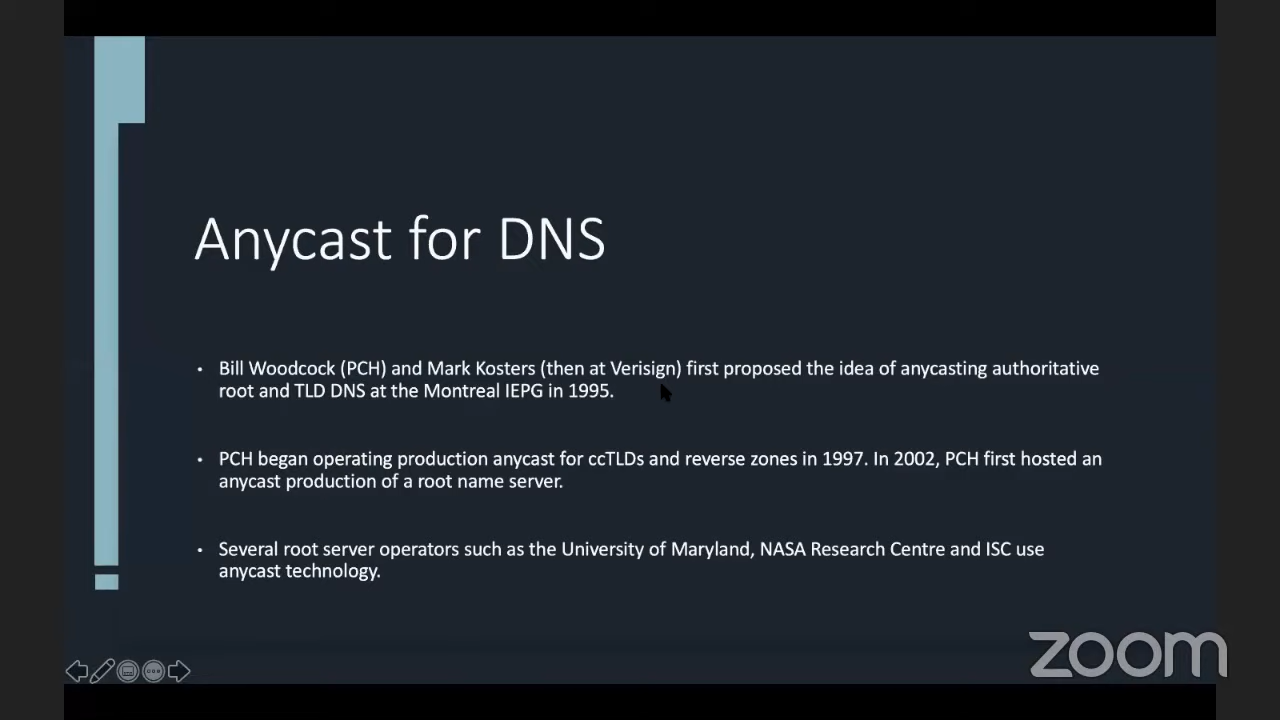 Anycast for DNS
• Bill Woodcock (PCH) and Mark Kosters (then at Verisign) first proposed the idea of anycasting authoritative
root and TLD DNS at the Montreal IEPG in 1995.
• PCH began operating production anycast for ccTLDs and reverse zones in 1997. In 2002, PCH first hosted an
anycast production of a root name server.
• Several root server operators such as the University of Maryland, NASA Research Centre and ISC use
anycast technology.
zoom